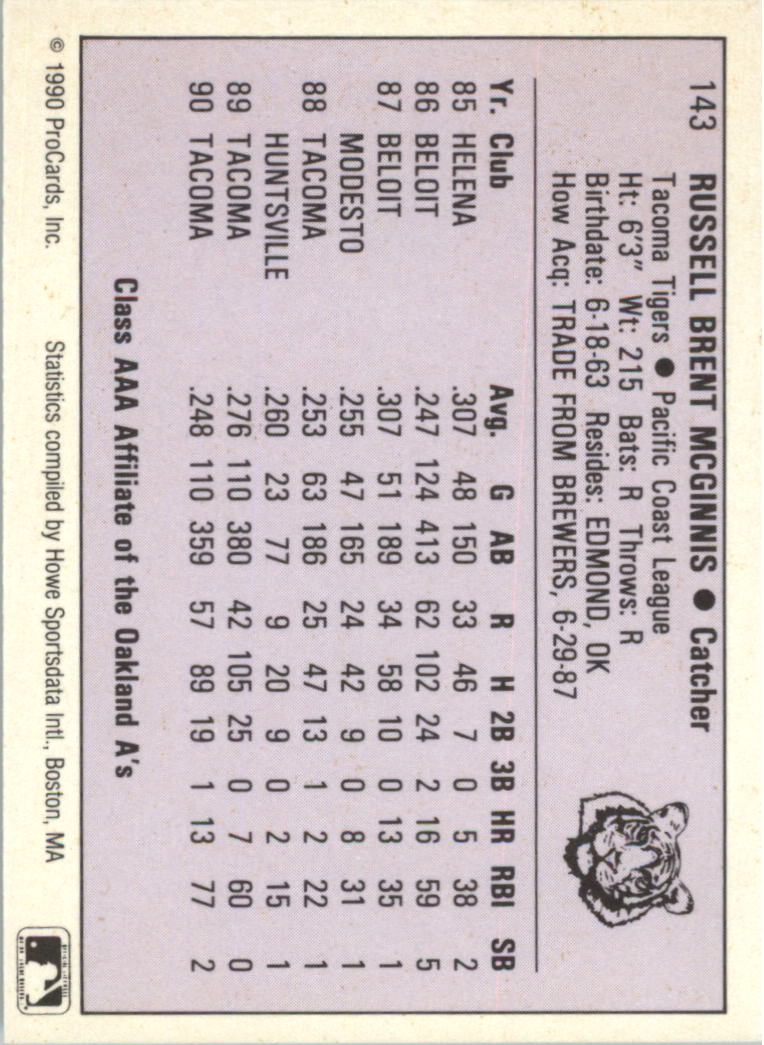 143 RUSSELL BRENT MCGINNIS ● Catcher
Tacoma Tigers ● Pacific Coast League
Ht: 6'3" Wt: 215 Bats: R Throws: R
Birthdate: 6-18-63 Resides: EDMOND, OK
How Acq: TRADE FROM BREWERS, 6-29-87
Yr. Club Avg. G AB R H 2B 3B HR RBI SB
85 HELENA .307 48 150 33 46 7 0 5 38 2
86 BELOIT .247 124 413 62 102 24 2 16 59 5
87 BELOIT .307 51 189 34 58 10 0 13 35 1
MODESTO .255 47 165 24 42 9 0 8 31 1
88 TACOMA .253 63 186 25 47 13 1 2 22 1
HUNTSVILLE .260 23 77 9 20 9 0 2 15 1
89 TACOMA .276 110 380 42 105 25 0 7 60 0
90 TACOMA .248 110 359 57 89 19 1 13 77 2
Class AAA Affiliate of the Oakland A's
© 1990 ProCards, Inc. Statistics compiled by Howe Sportsdata Intl., Boston, MA